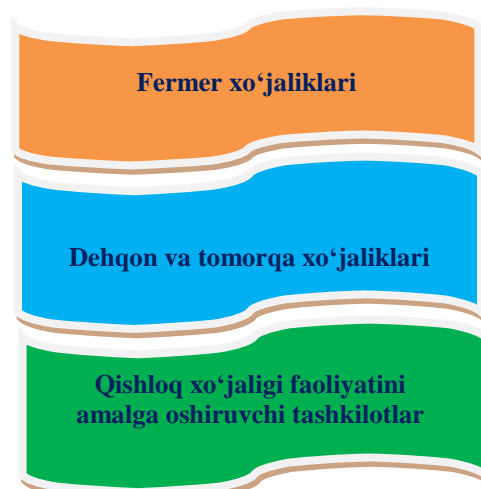 Fermer xo‘jaliklari
Dehqon va tomorqa xo‘jaliklari
Qishloq xo‘jaligi faoliyatini
amalga oshiruvchi tashkilotlar